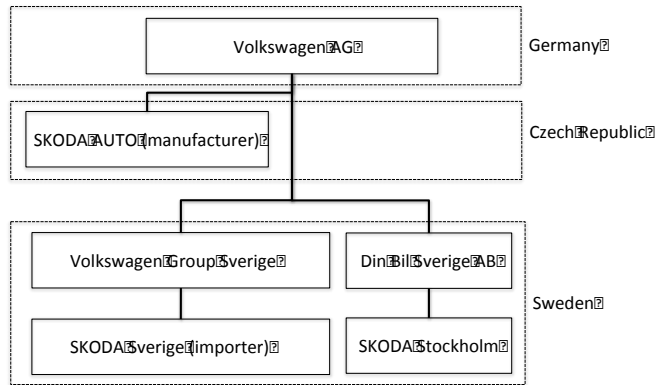 Volkswagen AG
Germany
SKODA AUTO (manufacturer)
Czech Republic
Volkswagen Group Sverige
Din Bil Sverige AB
Sweden
SKODA Sverige (importer)
SKODA Stockholm